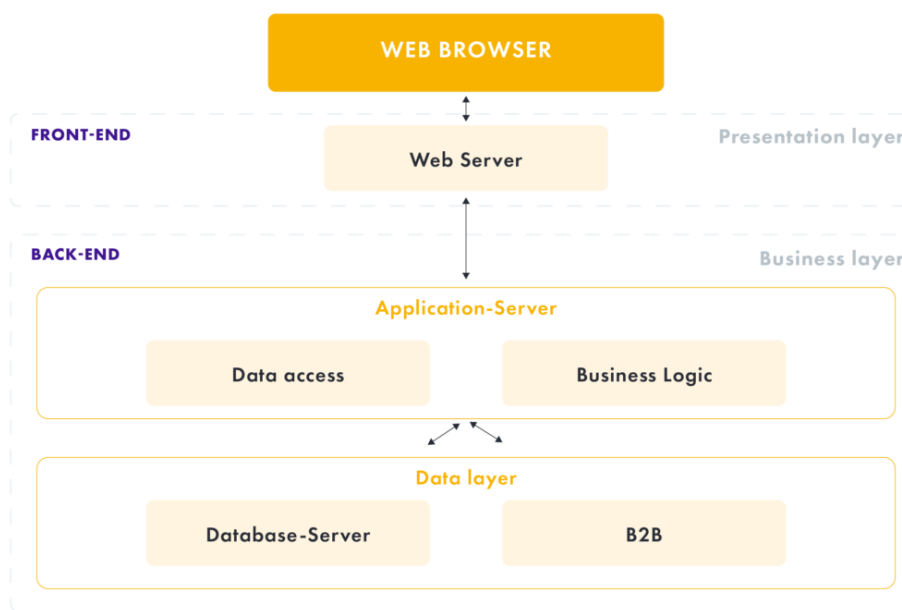 WEB BROWSER
FRONT-END
Presentation layer
Web Server
BACK-END
Business layer
Application-Server
Data access
Business Logic
Data layer
Database-Server
B2B